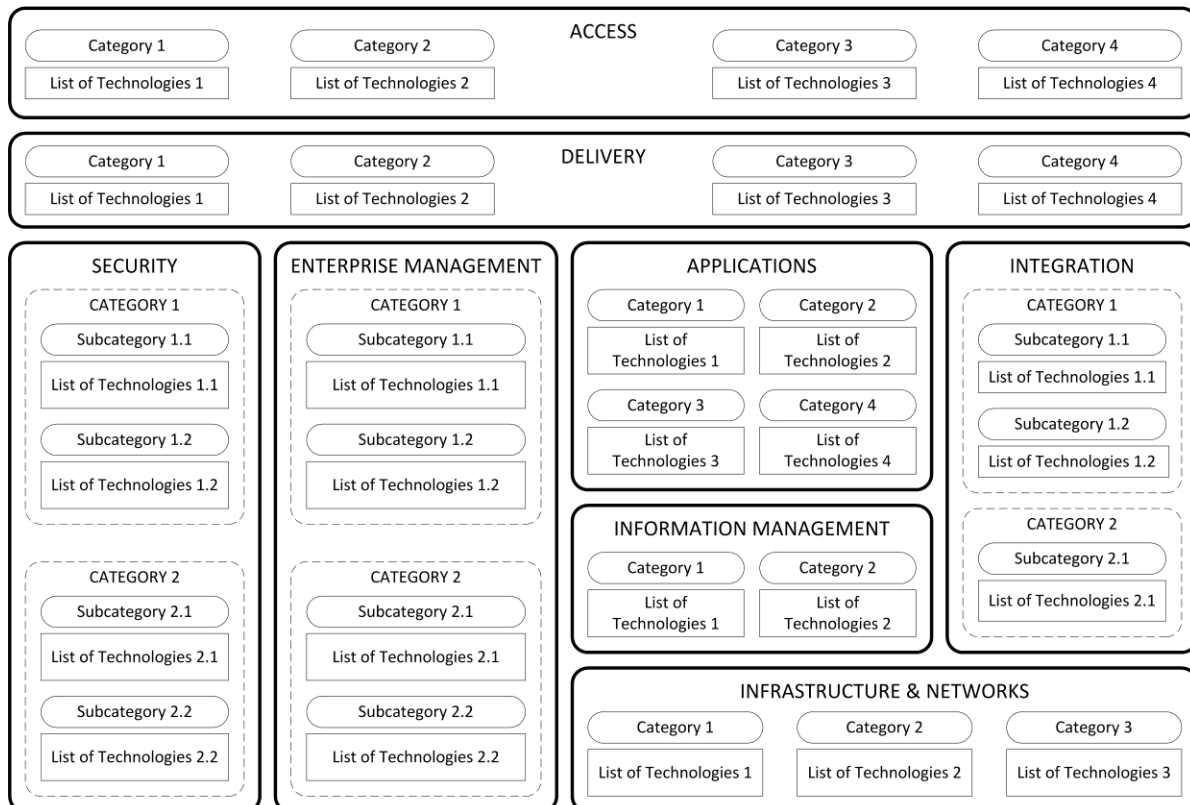 ACCESS
Category 1
Category 2
Category 3
Category 4
List of Technologies 1
List of Technologies 2
List of Technologies 3
List of Technologies 4
DELIVERY
Category 1
Category 2
Category 3
Category 4
List of Technologies 1
List of Technologies 2
List of Technologies 3
List of Technologies 4
SECURITY
CATEGORY 1
Subcategory 1.1
List of Technologies 1.1
Subcategory 1.2
List of Technologies 1.2
CATEGORY 2
Subcategory 2.1
List of Technologies 2.1
Subcategory 2.2
List of Technologies 2.2
ENTERPRISE MANAGEMENT
CATEGORY 1
Subcategory 1.1
List of Technologies 1.1
Subcategory 1.2
List of Technologies 1.2
CATEGORY 2
Subcategory 2.1
List of Technologies 2.1
Subcategory 2.2
List of Technologies 2.2
APPLICATIONS
Category 1
List of
Technologies 1
Category 2
List of
Technologies 2
Category 3
List of
Technologies 3
Category 4
List of
Technologies 4
INFORMATION MANAGEMENT
Category 1
List of
Technologies 1
Category 2
List of
Technologies 2
INTEGRATION
CATEGORY 1
Subcategory 1.1
List of Technologies 1.1
Subcategory 1.2
List of Technologies 1.2
CATEGORY 2
Subcategory 2.1
List of Technologies 2.1
INFRASTRUCTURE & NETWORKS
Category 1
Category 2
Category 3
List of Technologies 1
List of Technologies 2
List of Technologies 3